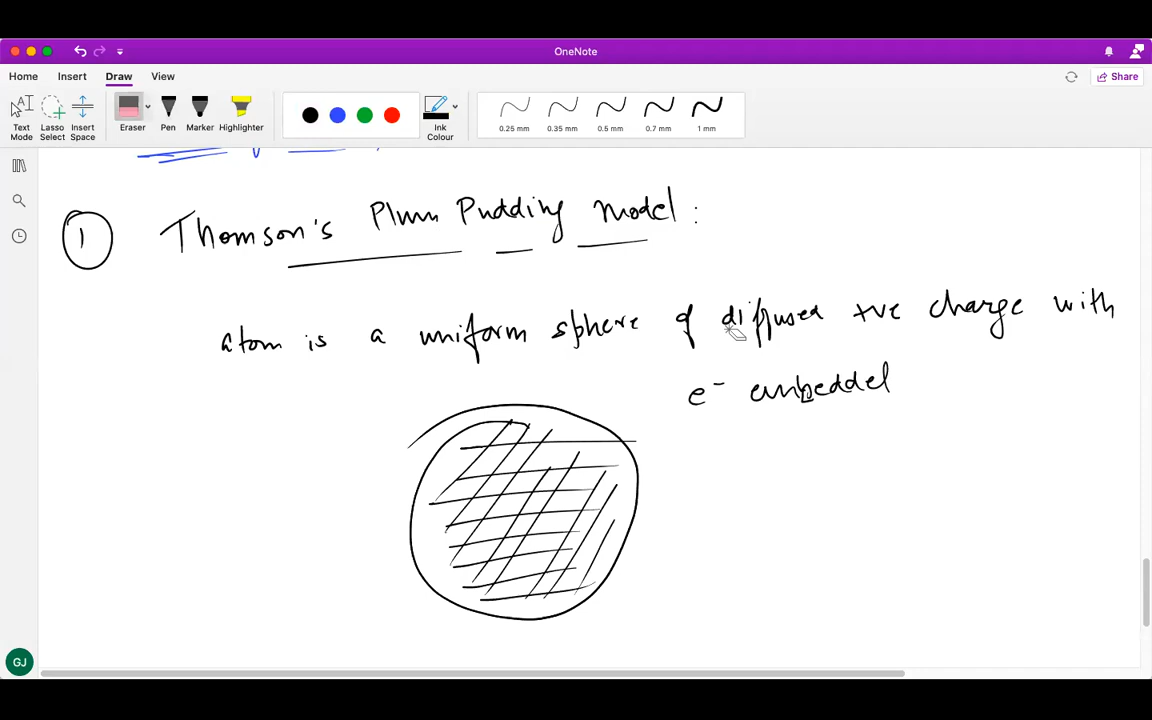 OneNote
Home Insert Draw View
Share
Text Mode
Lasso Select
Insert Space
Eraser
Pen
Marker
Highlighter
Ink Colour
0.25 mm 0.35 mm 0.5 mm 0.7 mm 1 mm
1 Thomson's Plum Pudding Model :
atom is a uniform sphere of diffused +ve charge with
e⁻ embedded
GJ